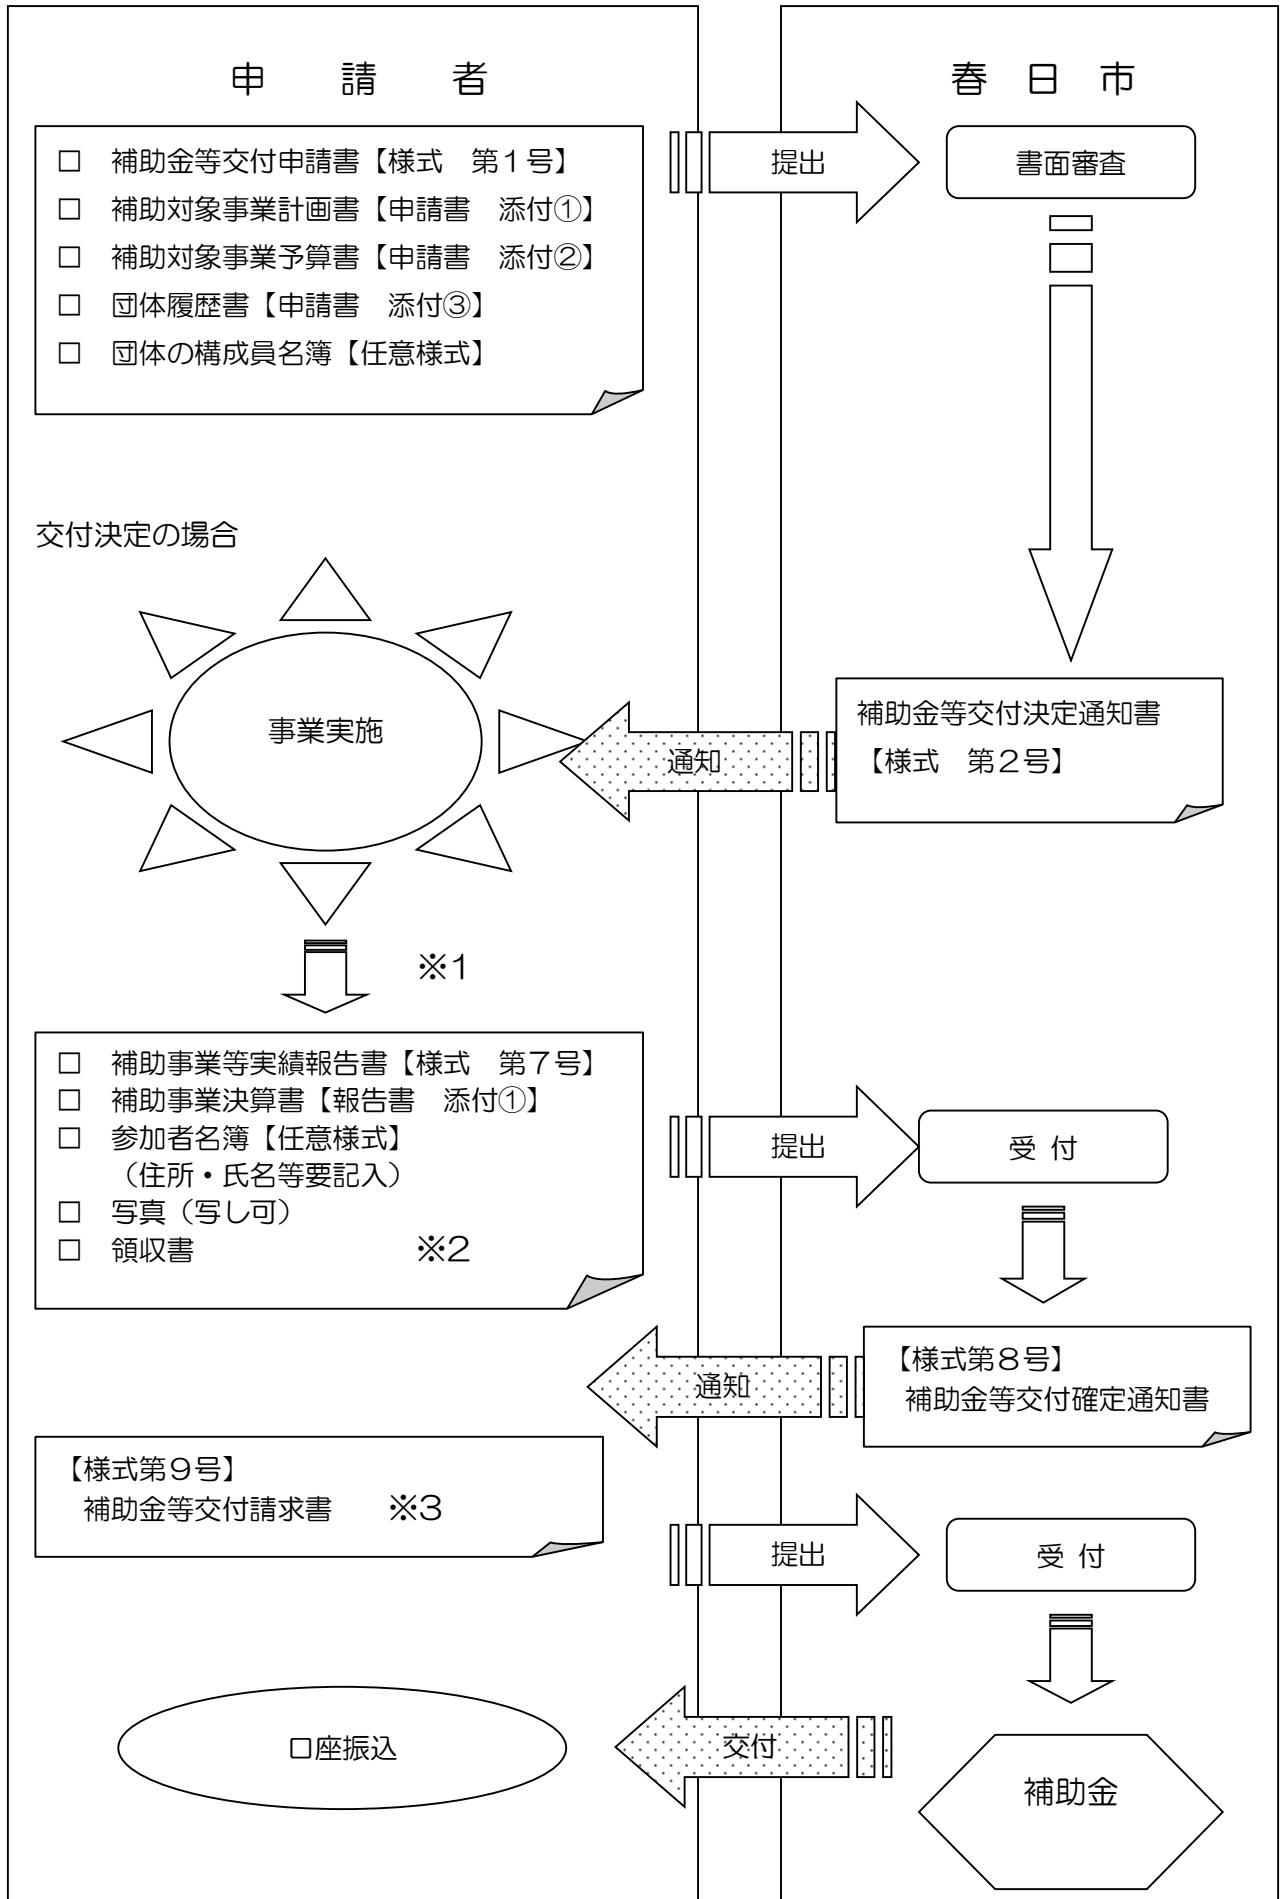 申　請　者
春　日　市
□　補助金等交付申請書【様式　第１号】
□　補助対象事業計画書【申請書　添付①】
□　補助対象事業予算書【申請書　添付②】
□　団体履歴書【申請書　添付③】
□　団体の構成員名簿【任意様式】
提出
書面審査
交付決定の場合
事業実施
通知
補助金等交付決定通知書
【様式　第２号】
※1
□　補助事業等実績報告書【様式　第７号】
□　補助事業決算書【報告書　添付①】
□　参加者名簿【任意様式】
（住所・氏名等要記入）
□　写真（写し可）
□　領収書　※2
提出
受 付
通知
【様式第８号】
補助金等交付確定通知書
【様式第９号】
補助金等交付請求書　※3
提出
受 付
口座振込
交付
補助金